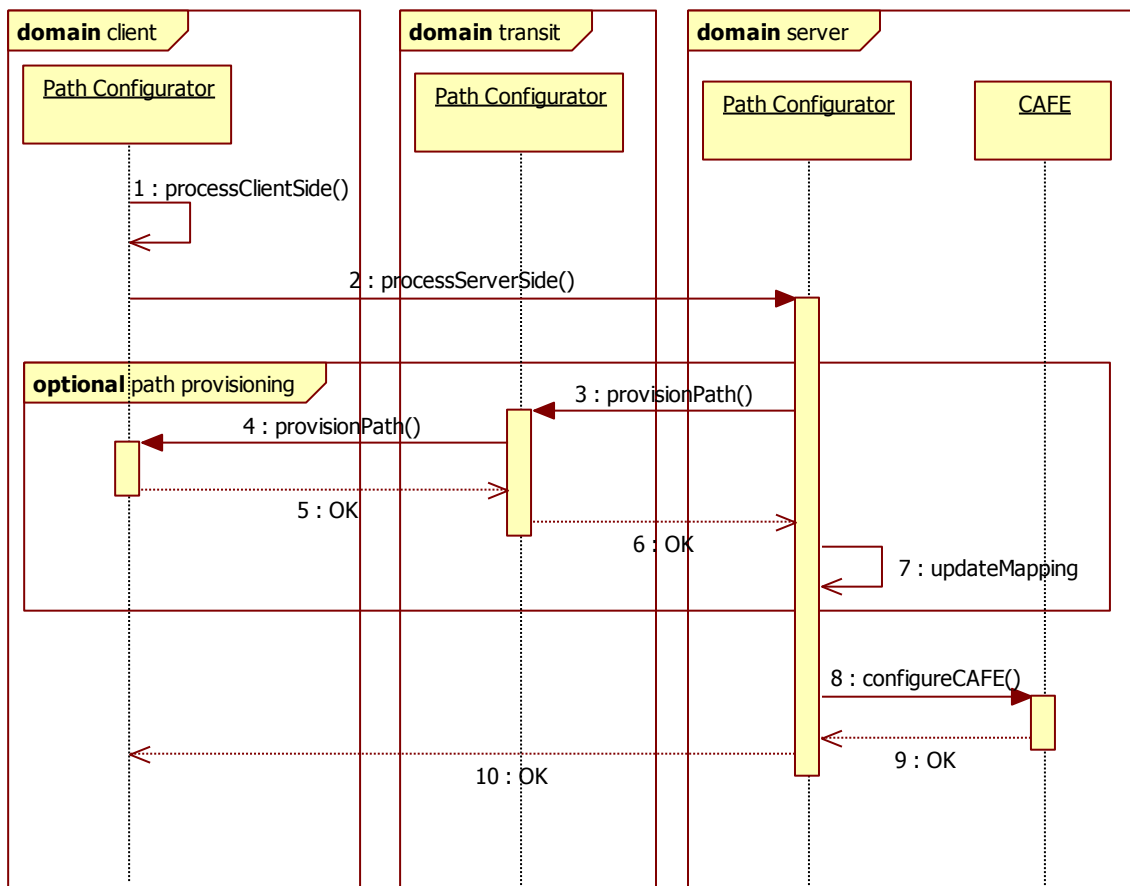 domain client
domain transit
domain server
Path Configurator
Path Configurator
Path Configurator
CAFE
1 : processClientSide()
2 : processServerSide()
optional path provisioning
3 : provisionPath()
4 : provisionPath()
5 : OK
6 : OK
7 : updateMapping
8 : configureCAFE()
9 : OK
10 : OK